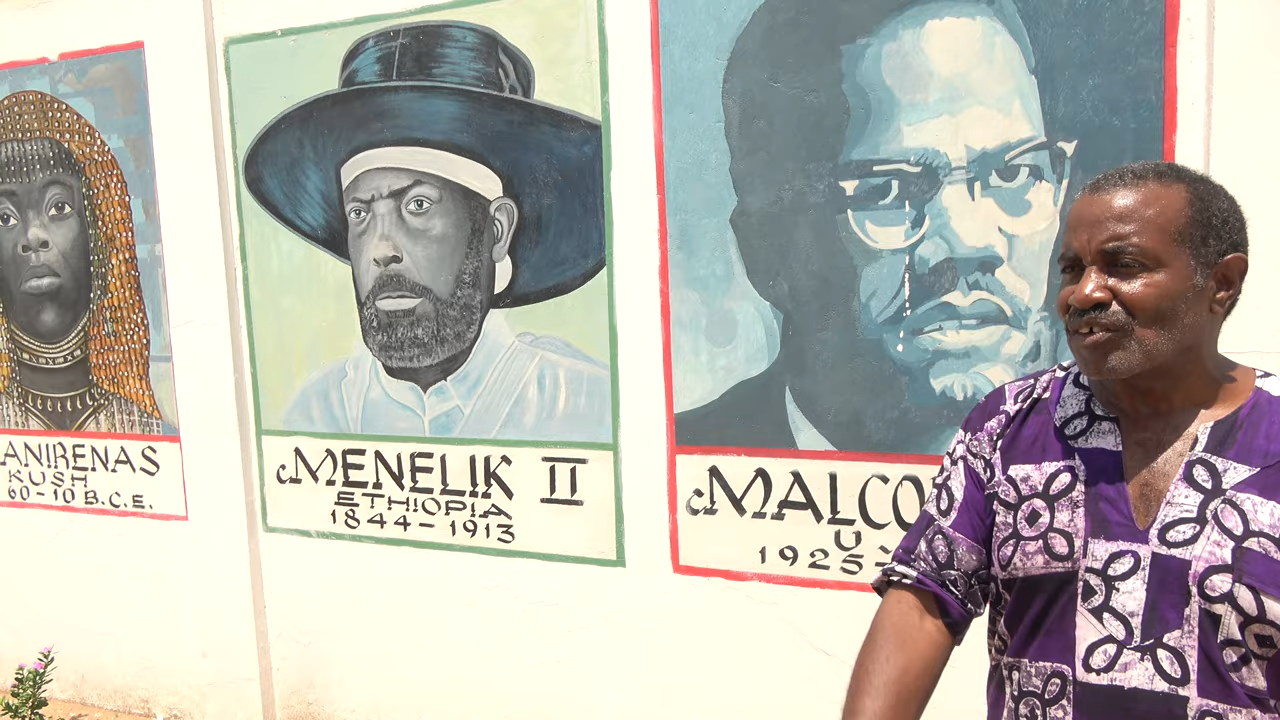 ANIRENAS
KUSH
60-10 B.C.E.
MENELIK II
ETHIOPIA
1844-1913
MALCO
U
1925-